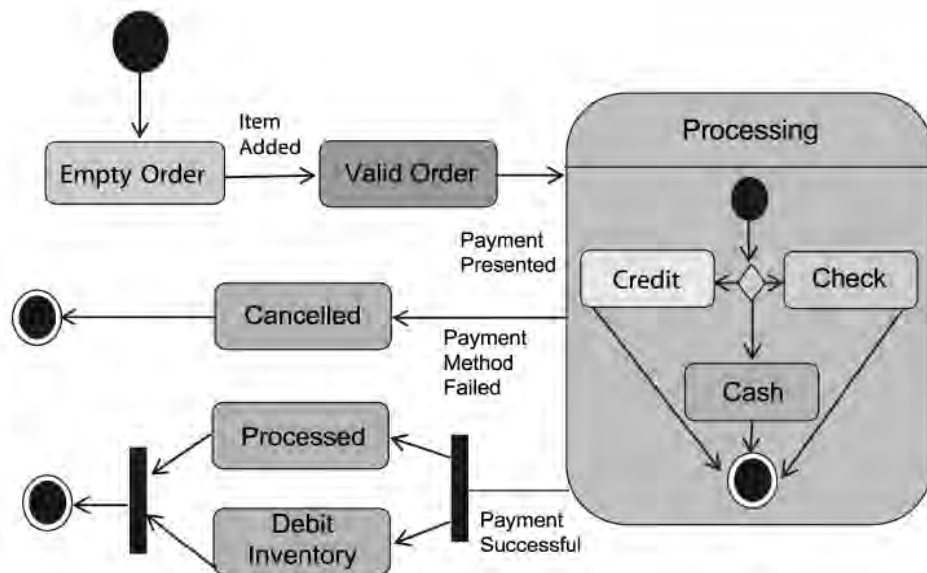 Item
Added
Processing
Empty Order
Valid Order
Payment
Presented
Credit
Check
Cancelled
Payment
Method
Failed
Cash
Processed
Debit
Inventory
Payment
Successful